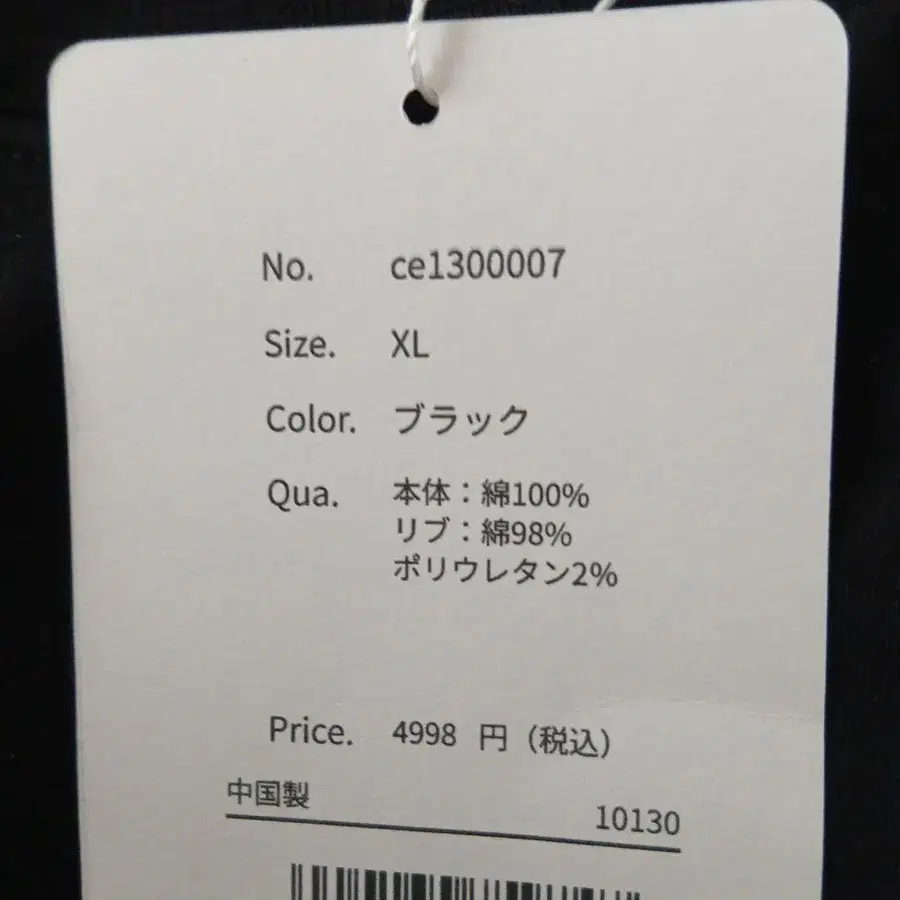 No. ce1300007
Size. XL
Color. ブラック
Qua. 本体：綿100%
リブ：綿98%
ポリウレタン2%
Price. 4998 円（税込）
中国製 10130